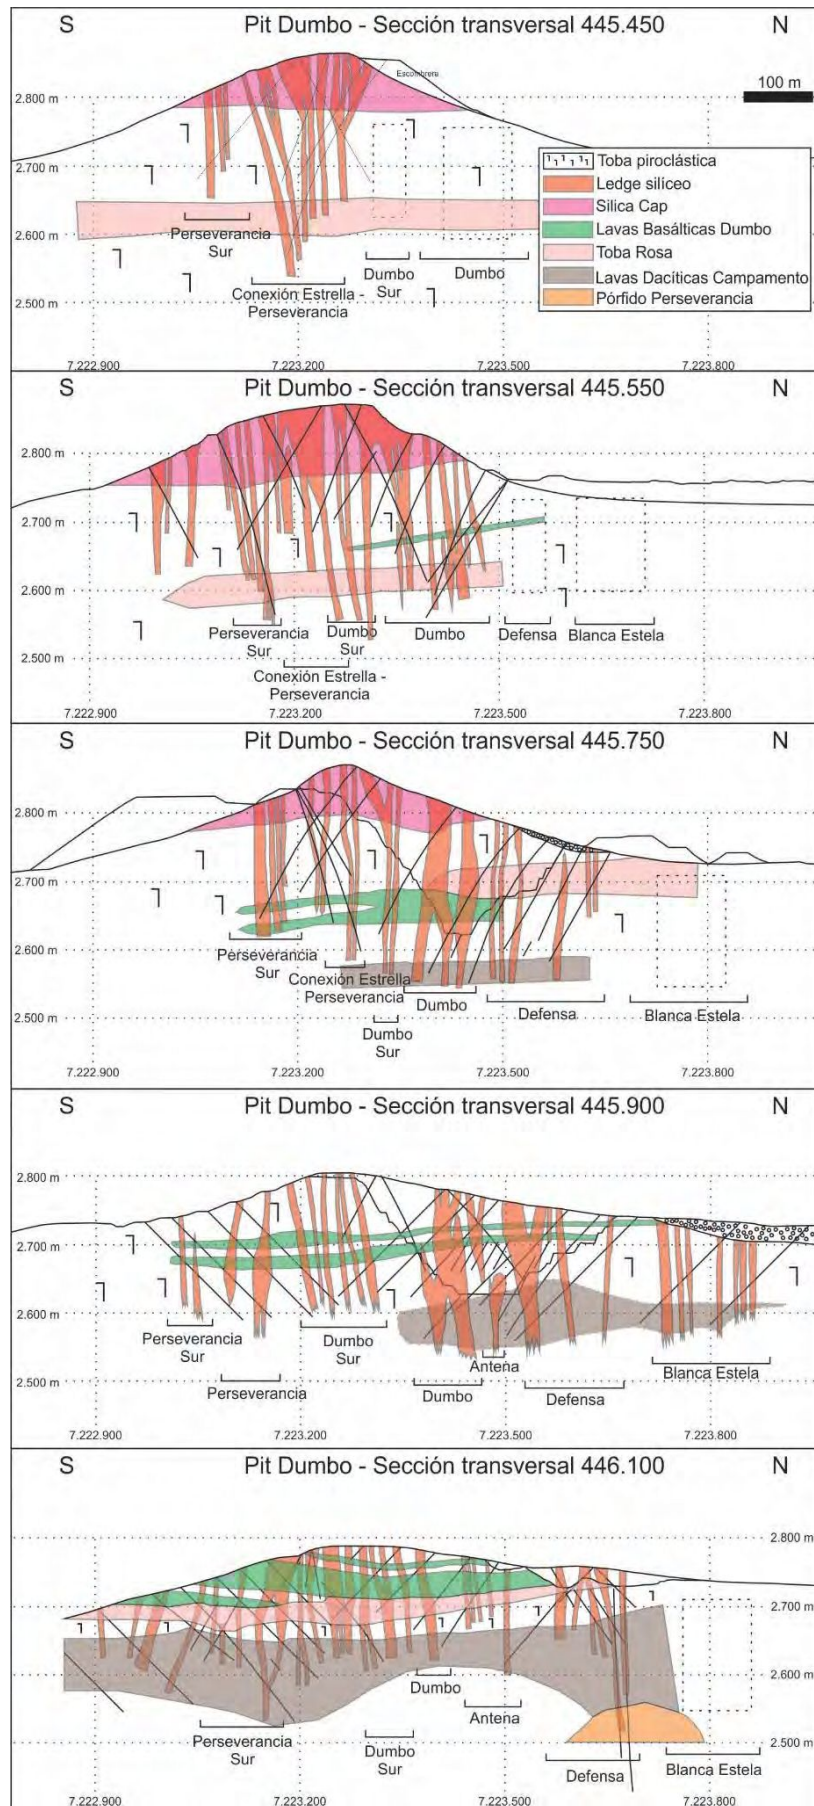 S Pit Dumbo - Sección transversal 445.450 N
Escombrera
100 m
2.800 m
2.700 m
2.600 m
2.500 m
Toba piroclástica
Ledge silíceo
Silica Cap
Lavas Basálticas Dumbo
Toba Rosa
Lavas Dacíticas Campamento
Pórfido Perseverancia
Perseverancia
Sur
Conexión Estrella -
Perseverancia
Dumbo
Sur
Dumbo
7.222.900 7.223.200 7.223.500 7.223.800
S Pit Dumbo - Sección transversal 445.550 N
2.800 m
2.700 m
2.600 m
2.500 m
Perseverancia
Sur
Dumbo
Sur
Dumbo
Defensa
Blanca Estela
Conexión Estrella -
Perseverancia
7.222.900 7.223.200 7.223.500 7.223.800
S Pit Dumbo - Sección transversal 445.750 N
2.800 m
2.700 m
2.600 m
2.500 m
Perseverancia
Sur
Conexión Estrella -
Perseverancia
Dumbo
Defensa
Blanca Estela
Dumbo
Sur
7.222.900 7.223.200 7.223.500 7.223.800
S Pit Dumbo - Sección transversal 445.900 N
2.800 m
2.700 m
2.600 m
2.500 m
Perseverancia
Sur
Dumbo
Sur
Antena
Blanca Estela
Perseverancia
Dumbo
Defensa
7.222.900 7.223.200 7.223.500 7.223.800
S Pit Dumbo - Sección transversal 446.100 N
2.800 m
2.700 m
2.600 m
2.500 m
Dumbo
Antena
Perseverancia
Sur
Dumbo
Sur
Defensa
Blanca Estela
7.222.900 7.223.200 7.223.500 7.223.800